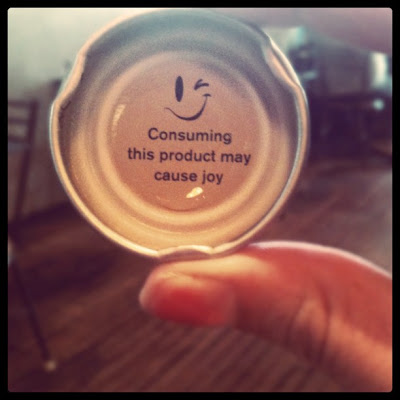 Consuming
this product may
cause joy